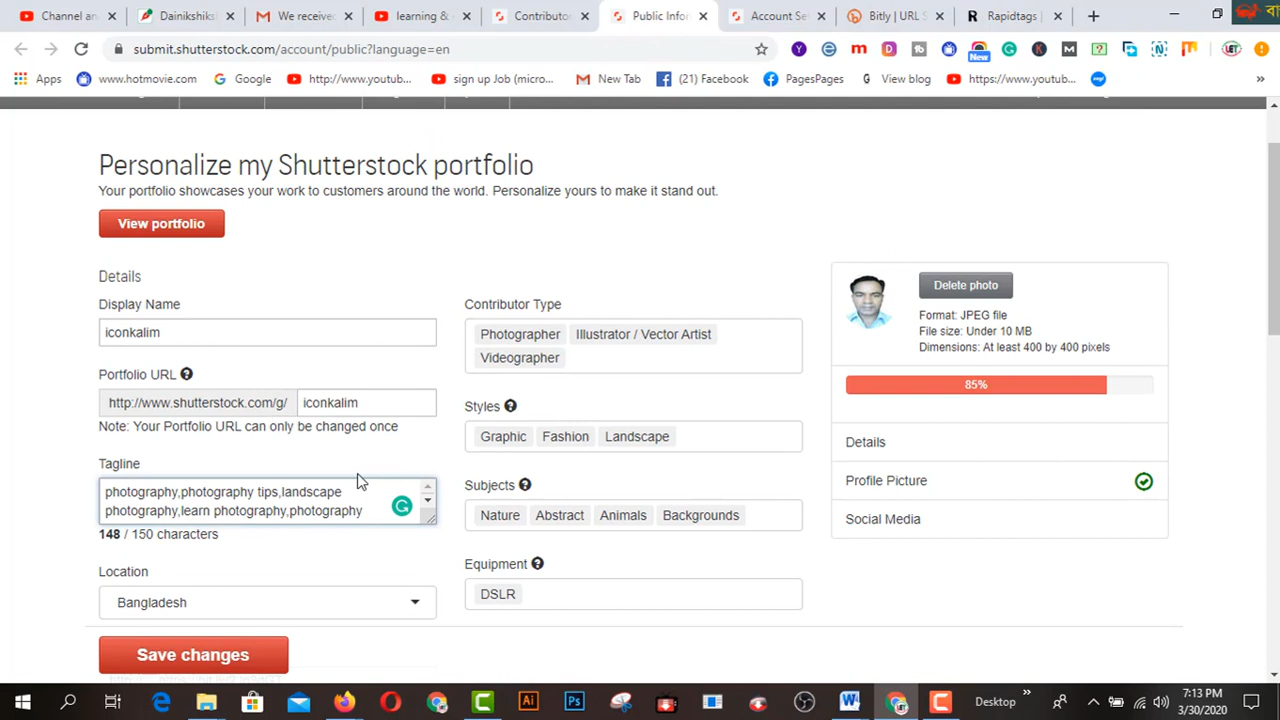 Channel an
Dainikshiks
We receive
learning &
Contributo
Public Infor
Account Se
Bitly | URL S
Rapidtags |
submit.shutterstock.com/account/public?language=en
New
Apps
www.hotmovie.com
Google
http://www.youtub...
sign up Job (micro...
New Tab
(21) Facebook
PagesPages
View blog
https://www.youtub...
Personalize my Shutterstock portfolio
Your portfolio showcases your work to customers around the world. Personalize yours to make it stand out.
View portfolio
Details
Display Name
iconkalim
Portfolio URL
http://www.shutterstock.com/g/ iconkalim
Note: Your Portfolio URL can only be changed once
Tagline
photography,photography tips,landscape
photography,learn photography,photography
148 / 150 characters
Location
Bangladesh
Save changes
Contributor Type
Photographer Illustrator / Vector Artist
Videographer
Styles
Graphic Fashion Landscape
Subjects
Nature Abstract Animals Backgrounds
Equipment
DSLR
Delete photo
Format: JPEG file
File size: Under 10 MB
Dimensions: At least 400 by 400 pixels
85%
Details
Profile Picture
Social Media
Desktop
7:13 PM
3/30/2020